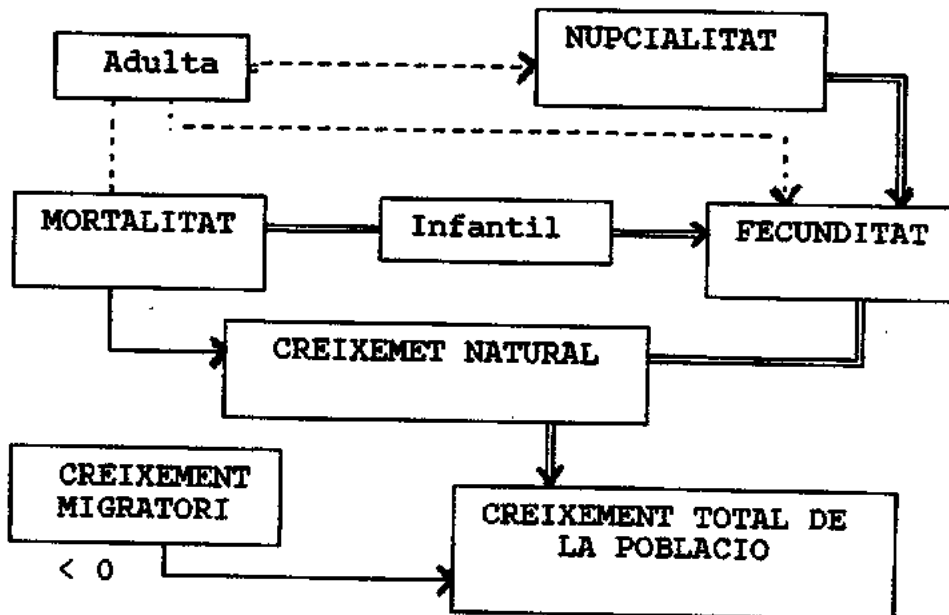 NUPCIALITAT
Adulta
MORTALITAT
Infantil
FECUNDITAT
CREIXEMET NATURAL
CREIXEMENT
MIGRATORI
< 0
CREIXEMENT TOTAL DE
LA POBLACIO